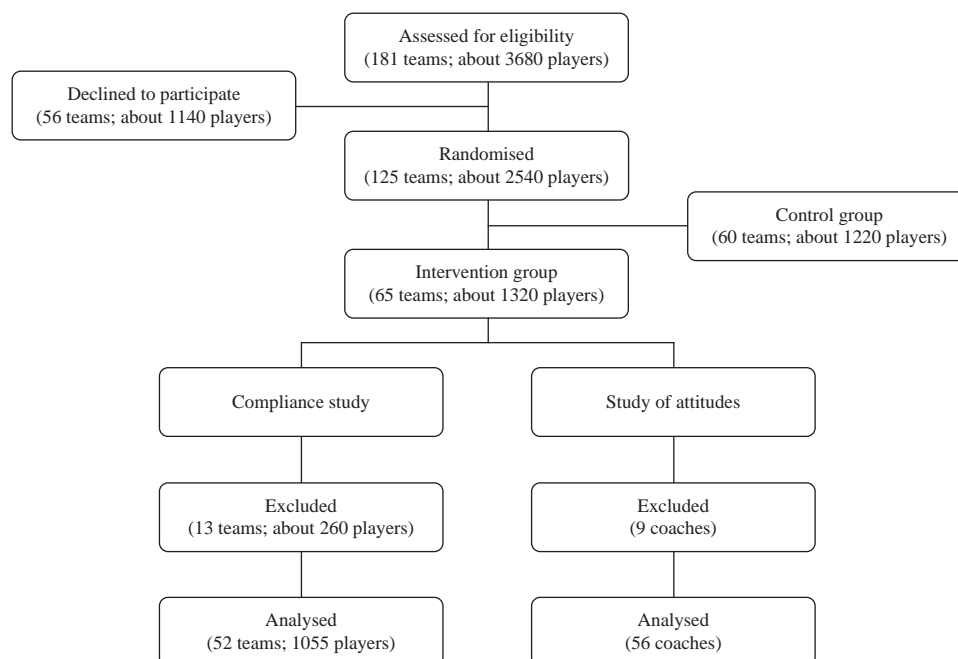 Assessed for eligibility
(181 teams; about 3680 players)
Declined to participate
(56 teams; about 1140 players)
Randomised
(125 teams; about 2540 players)
Control group
(60 teams; about 1220 players)
Intervention group
(65 teams; about 1320 players)
Compliance study
Study of attitudes
Excluded
(13 teams; about 260 players)
Excluded
(9 coaches)
Analysed
(52 teams; 1055 players)
Analysed
(56 coaches)